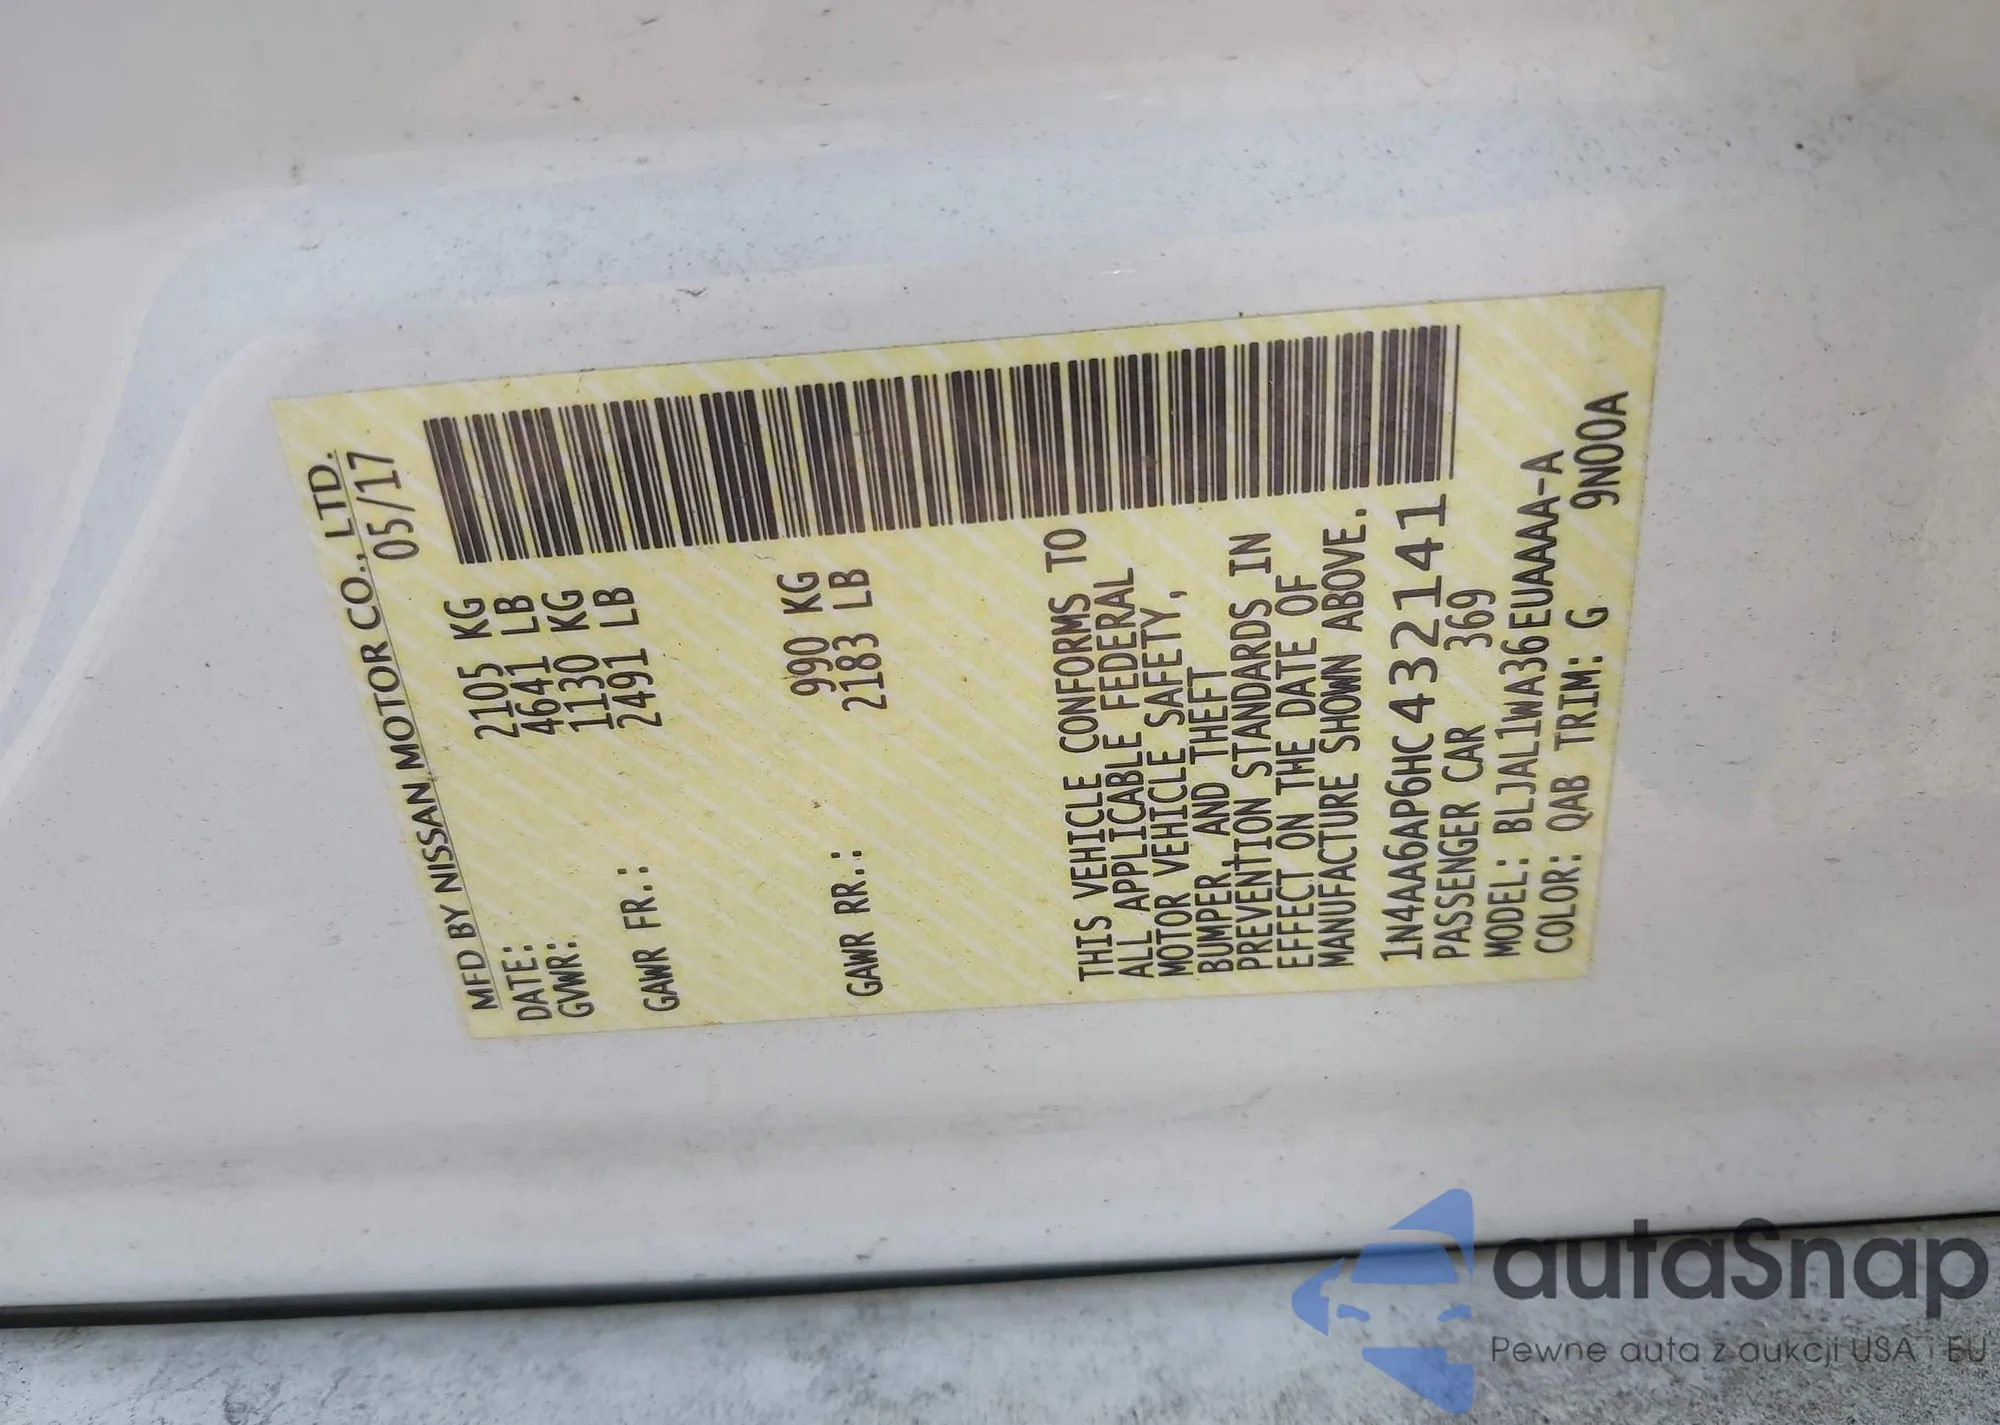 MFD BY NISSAN MOTOR CO., LTD.
DATE: 05/17
GVWR: 2105 KG
4641 LB
GAWR FR.: 1130 KG
2491 LB
GAWR RR.: 990 KG
2183 LB
THIS VEHICLE CONFORMS TO
ALL APPLICABLE FEDERAL
MOTOR VEHICLE SAFETY,
BUMPER, AND THEFT
PREVENTION STANDARDS IN
EFFECT ON THE DATE OF
MANUFACTURE SHOWN ABOVE.
1N4AA6AP6HC432141
PASSENGER CAR 369
MODEL: BLJAL1WA36EUAAAA-A
COLOR: QAB TRIM: G 9N00A
autaSnap
Pewne auta z aukcji USA i EU